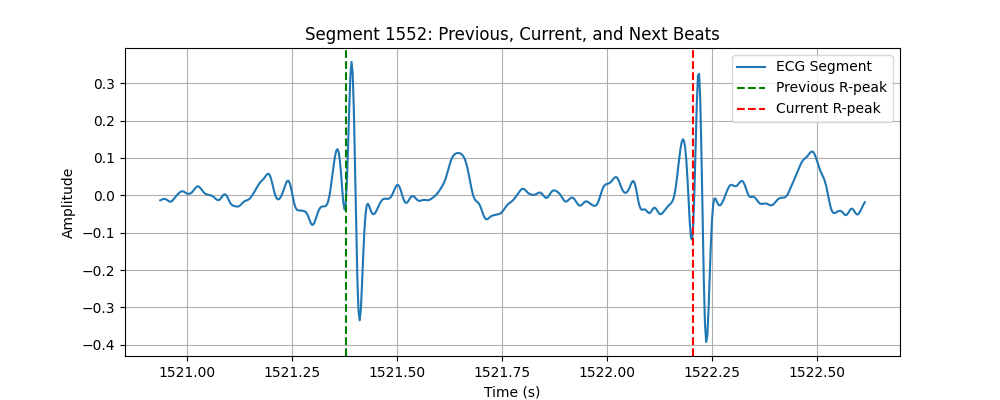 Segment 1552: Previous, Current, and Next Beats
ECG Segment
Previous R-peak
Current R-peak
0.3
0.2
0.1
0.0
−0.1
−0.2
−0.3
−0.4
Amplitude
1521.00 1521.25 1521.50 1521.75 1522.00 1522.25 1522.50
Time (s)